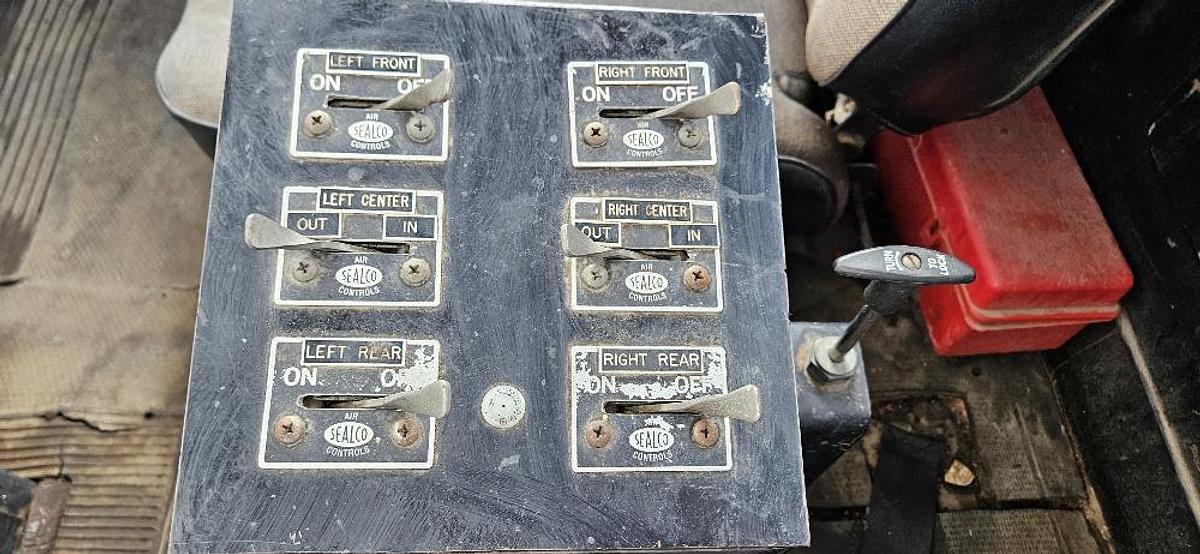 LEFT FRONT
ON OFF
AIR
SEALCO
CONTROLS
RIGHT FRONT
ON OFF
AIR
SEALCO
CONTROLS
LEFT CENTER
OUT IN
AIR
SEALCO
CONTROLS
RIGHT CENTER
OUT IN
AIR
SEALCO
CONTROLS
LEFT REAR
ON
AIR
SEALCO
CONTROLS
RIGHT REAR
ON OFF
AIR
SEALCO
CONTROLS
TURN
TO LOCK